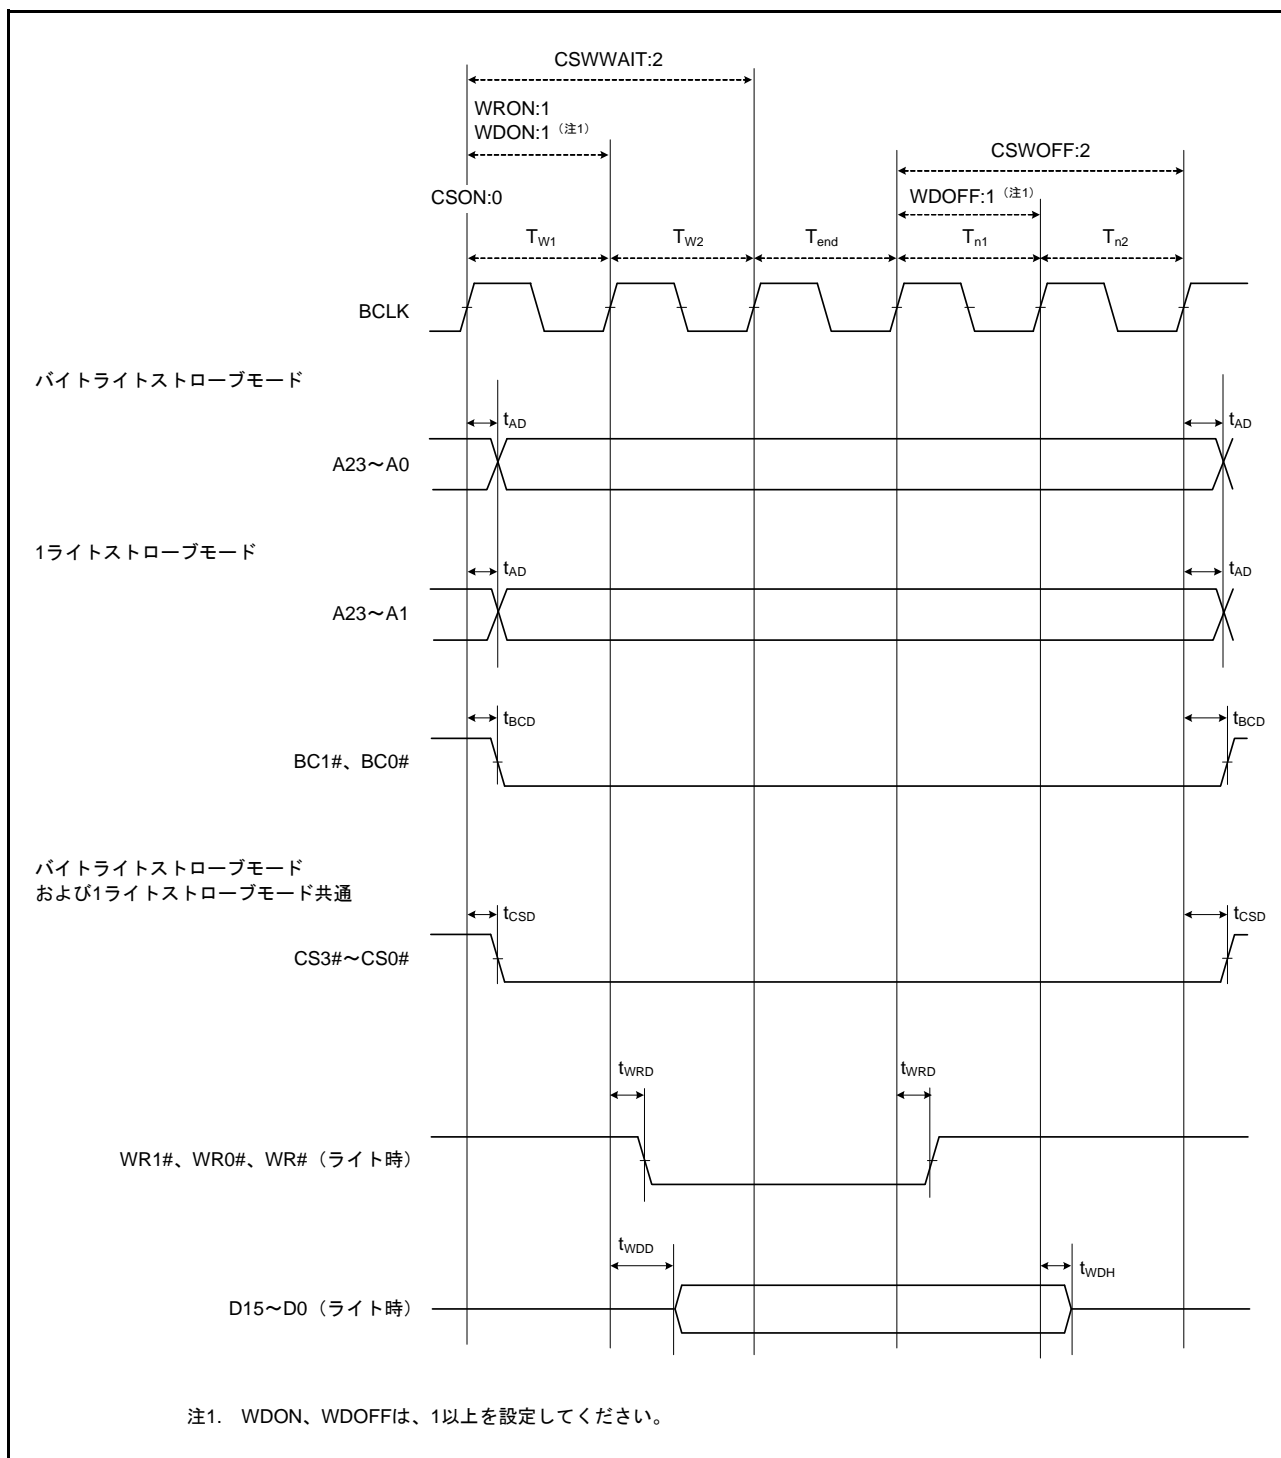 CSWWAIT:2
WRON:1
WDON:1（注1）
CSWOFF:2
CSON:0
WDOFF:1（注1）
TW1 TW2 Tend Tn1 Tn2
BCLK
バイトライトストローブモード
tAD tAD
A23～A0
1ライトストローブモード
tAD tAD
A23～A1
tBCD tBCD
BC1#、BC0#
バイトライトストローブモード
および1ライトストローブモード共通
tCSD tCSD
CS3#～CS0#
tWRD tWRD
WR1#、WR0#、WR#（ライト時）
tWDD tWDH
D15～D0（ライト時）
注1. WDON、WDOFFは、1以上を設定してください。